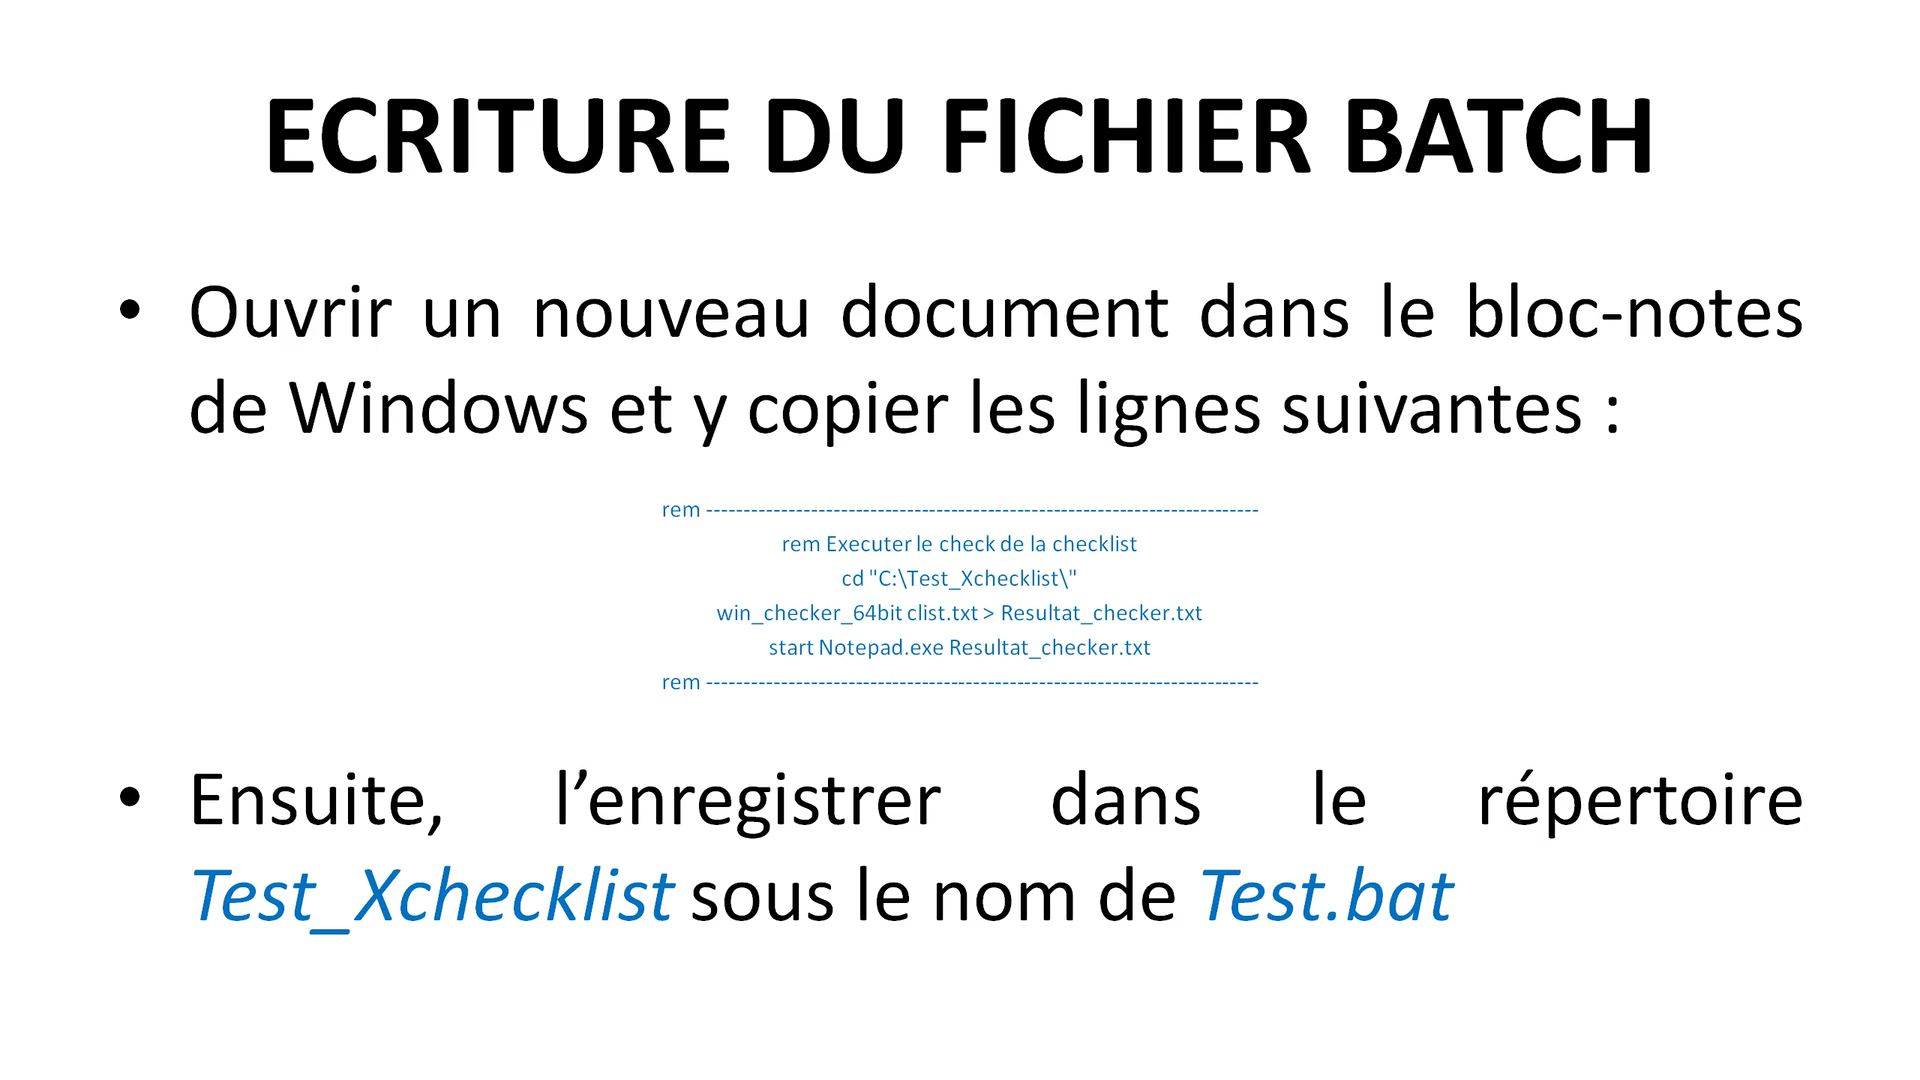 ECRITURE DU FICHIER BATCH
• Ouvrir un nouveau document dans le bloc-notes
de Windows et y copier les lignes suivantes :
rem --------------------------------------------------------------------------
rem Executer le check de la checklist
cd "C:\Test_Xchecklist\"
win_checker_64bit clist.txt > Resultat_checker.txt
start Notepad.exe Resultat_checker.txt
rem --------------------------------------------------------------------------
• Ensuite, l’enregistrer dans le répertoire
Test_Xchecklist sous le nom de Test.bat